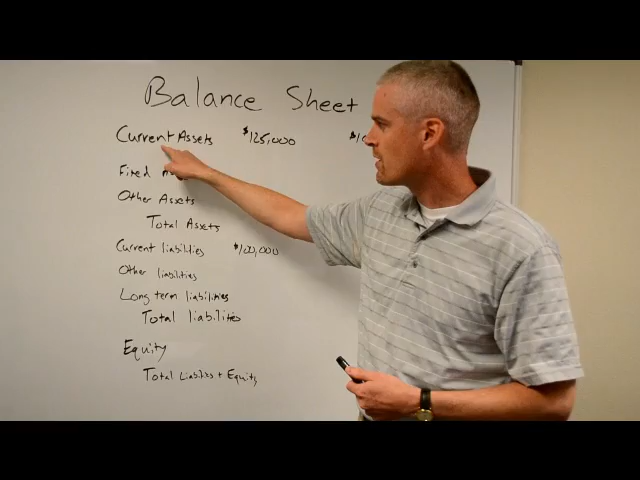 Balance Sheet
Current Assets $125,000 $10
Fixed
Other Assets
Total Assets
Current liabilities $100,000
Other liabilities
Long term liabilities
Total liabilities
Equity
Total Liabilities + Equity